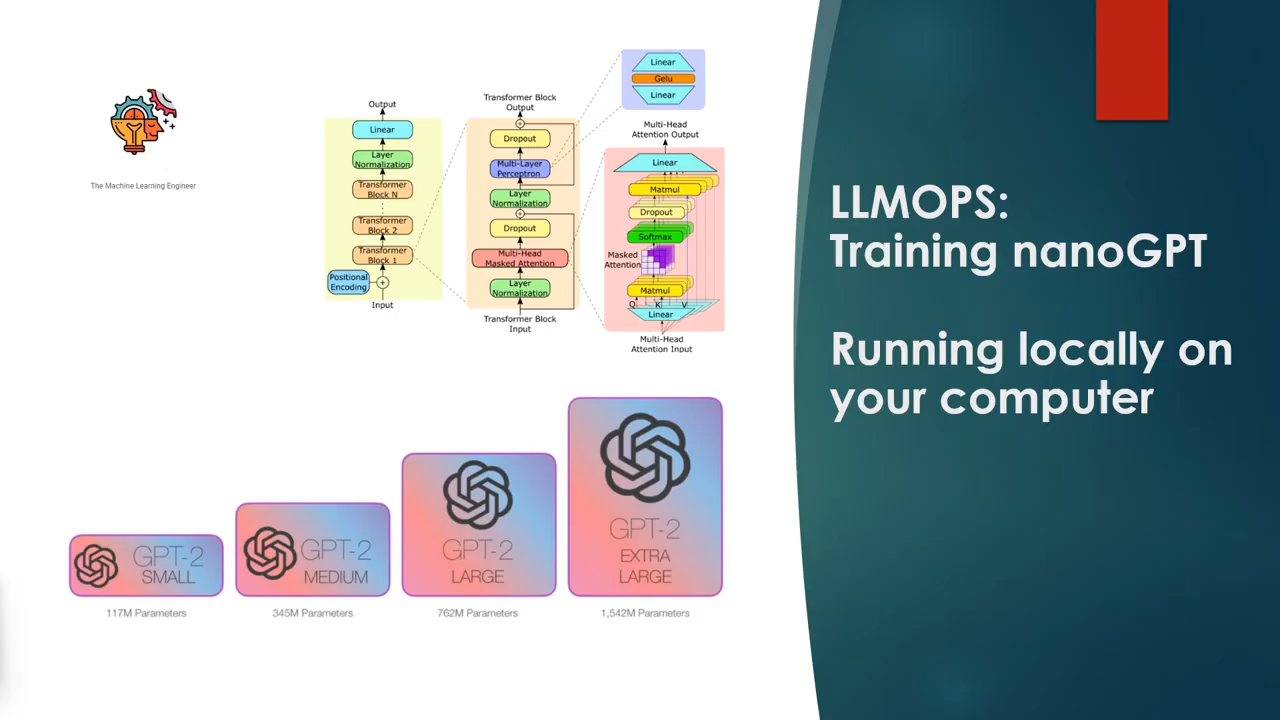 The Machine Learning Engineer
Output
Linear
Layer
Normalization
Transformer
Block N
Transformer
Block 2
Transformer
Block 1
Positional
Encoding
Input
Transformer Block
Output
Dropout
Multi-Layer
Perceptron
Layer
Normalization
Dropout
Multi-Head
Masked Attention
Layer
Normalization
Transformer Block
Input
Linear
Gelu
Linear
Multi-Head
Attention Output
Linear
Matmul
Dropout
Softmax
Masked
Attention
Matmul
Q K V
Linear
Multi-Head
Attention Input
GPT-2
SMALL
117M Parameters
GPT-2
MEDIUM
345M Parameters
GPT-2
LARGE
762M Parameters
GPT-2
EXTRA
LARGE
1,542M Parameters
LLMOPS:
Training nanoGPT
Running locally on
your computer